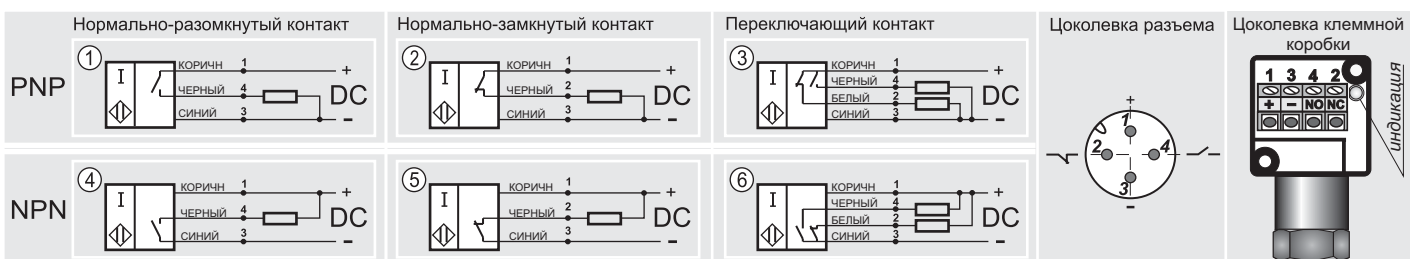 Нормально-разомкнутый контакт
Нормально-замкнутый контакт
Переключающий контакт
Цоколевка разъема
Цоколевка клеммной
коробки
PNP
1
I
КОРИЧН 1 +
ЧЕРНЫЙ 4 DC
СИНИЙ 3 -
2
I
КОРИЧН 1 +
ЧЕРНЫЙ 2 DC
СИНИЙ 3 -
3
I
КОРИЧН 1 +
ЧЕРНЫЙ 4
БЕЛЫЙ 2 DC
СИНИЙ 3 -
NPN
4
I
КОРИЧН 1 +
ЧЕРНЫЙ 4 DC
СИНИЙ 3 -
5
I
КОРИЧН 1 +
ЧЕРНЫЙ 2 DC
СИНИЙ 3 -
6
I
КОРИЧН 1 +
ЧЕРНЫЙ 4
БЕЛЫЙ 2 DC
СИНИЙ 3 -
+
1
2 4
3
-
1 3 4 2
+ - NO NC
индикация